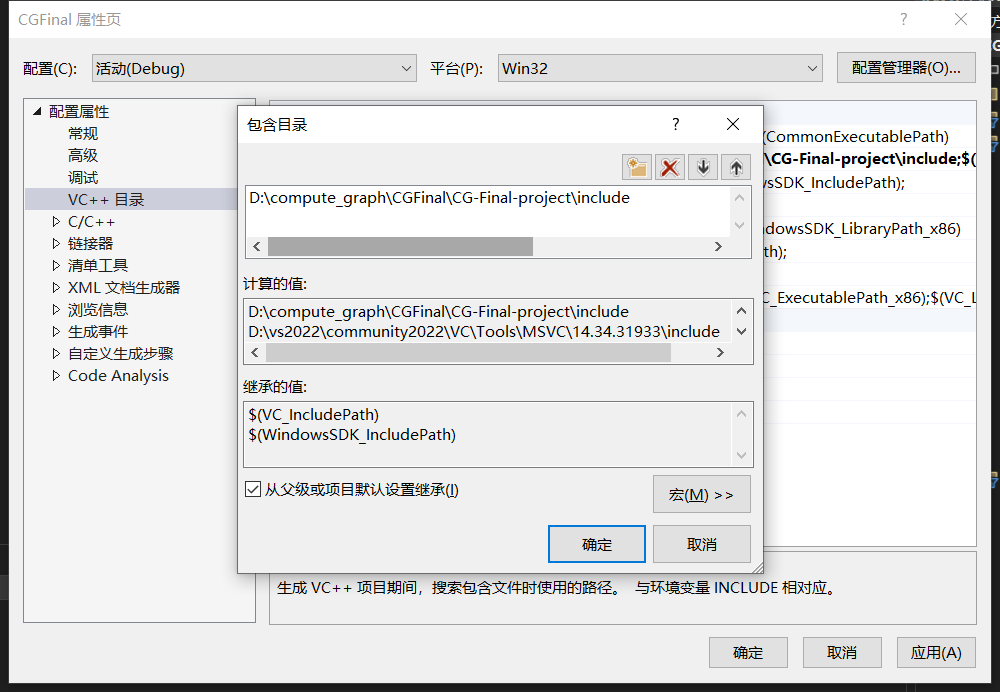 CGFinal 属性页
?
配置(C):
活动(Debug)
平台(P):
Win32
配置管理器(O)...
配置属性
常规
高级
调试
VC++ 目录
C/C++
链接器
清单工具
XML 文档生成器
浏览信息
生成事件
自定义生成步骤
Code Analysis
(CommonExecutablePath)
\CG-Final-project\include;$(
wsSDK_IncludePath);
ndowsSDK_LibraryPath_x86)
th);
C_ExecutablePath_x86);$(VC_I
包含目录
?
D:\compute_graph\CGFinal\CG-Final-project\include
计算的值:
D:\compute_graph\CGFinal\CG-Final-project\include
D:\vs2022\community2022\VC\Tools\MSVC\14.34.31933\include
继承的值:
$(VC_IncludePath)
$(WindowsSDK_IncludePath)
从父级或项目默认设置继承(I)
宏(M) >>
确定
取消
生成 VC++ 项目期间，搜索包含文件时使用的路径。 与环境变量 INCLUDE 相对应。
确定
取消
应用(A)